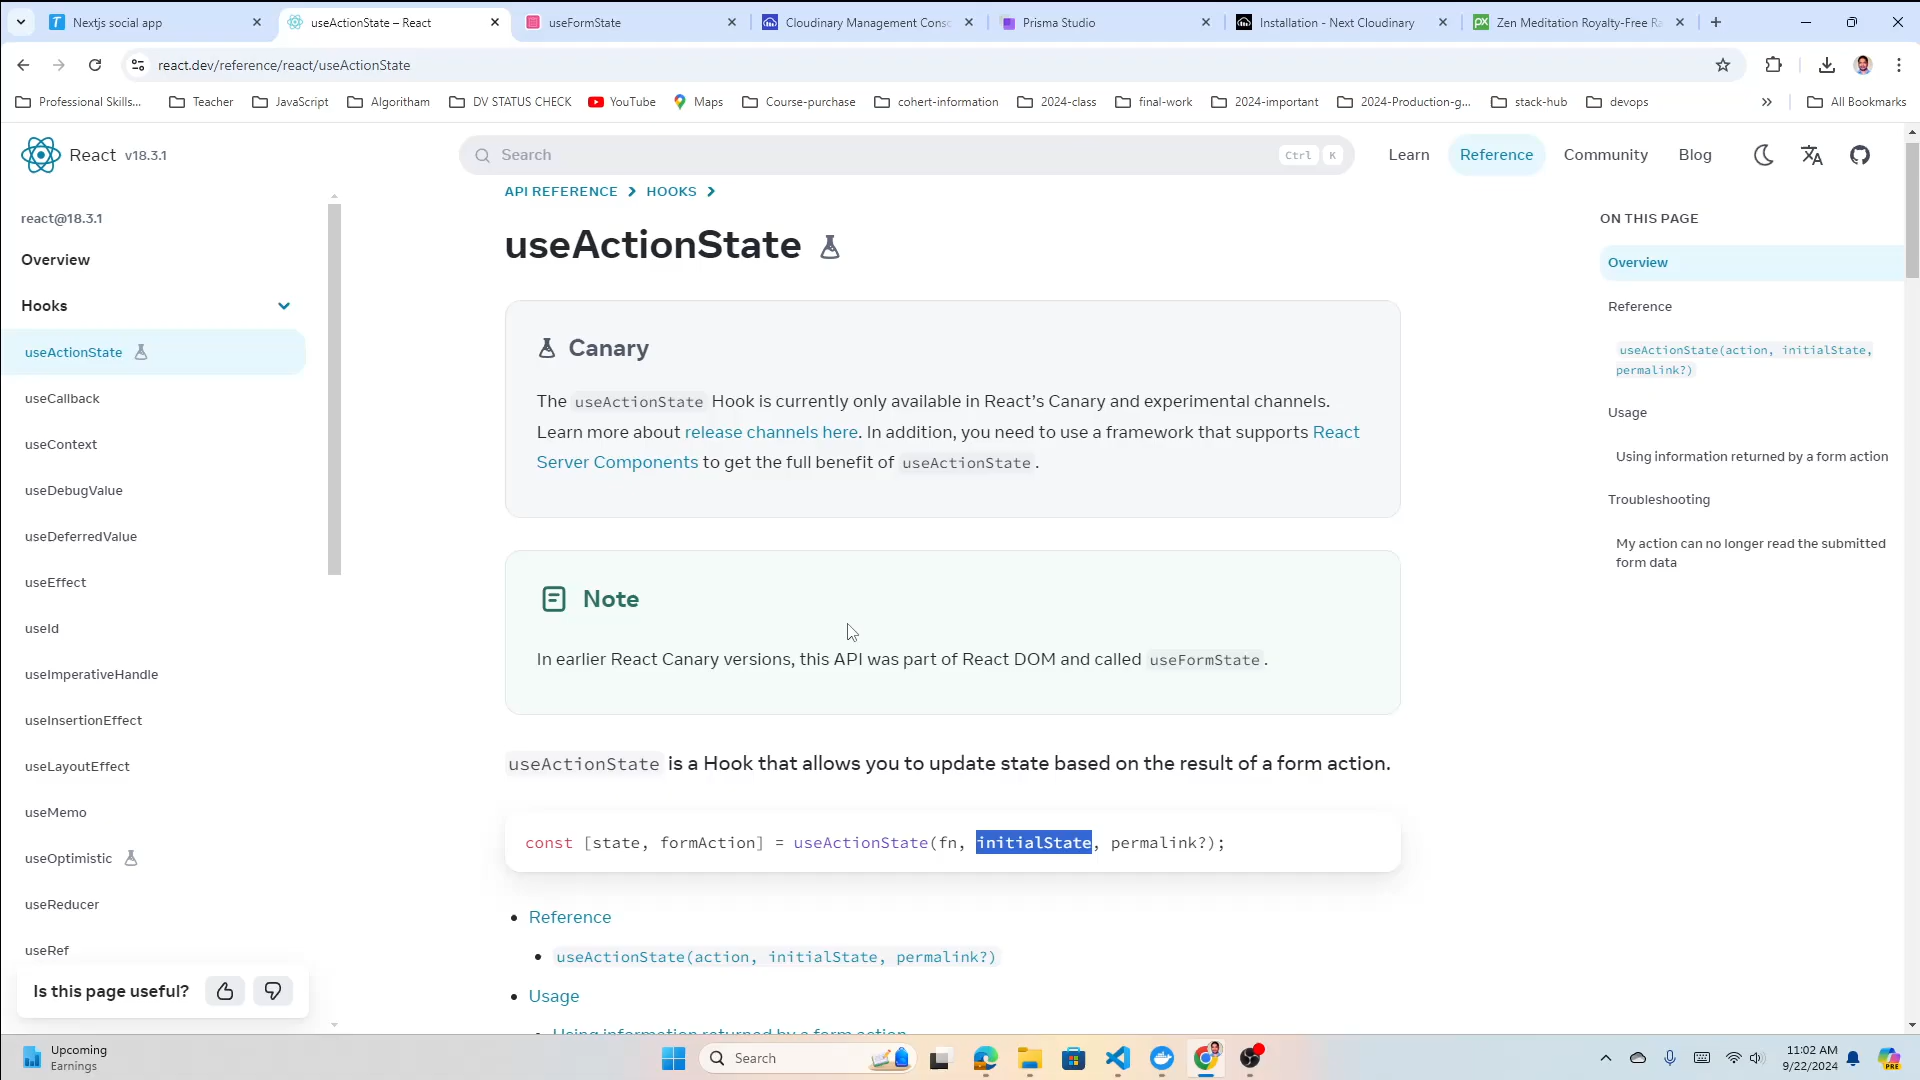 Nextjs social app
useActionState – React
useFormState
Cloudinary Management Consc
Prisma Studio
Installation - Next Cloudinary
Zen Meditation Royalty-Free Ra
react.dev/reference/react/useActionState
Professional Skills...
Teacher
JavaScript
Algoritham
DV STATUS CHECK
YouTube
Maps
Course-purchase
cohert-information
2024-class
final-work
2024-important
2024-Production-g...
stack-hub
devops
All Bookmarks
React v18.3.1
Search
Ctrl K
Learn
Reference
Community
Blog
react@18.3.1
Overview
Hooks
useActionState
useCallback
useContext
useDebugValue
useDeferredValue
useEffect
useId
useImperativeHandle
useInsertionEffect
useLayoutEffect
useMemo
useOptimistic
useReducer
useRef
Is this page useful?
API REFERENCE
HOOKS
useActionState
Canary
The useActionState Hook is currently only available in React's Canary and experimental channels.
Learn more about release channels here. In addition, you need to use a framework that supports React
Server Components to get the full benefit of useActionState.
Note
In earlier React Canary versions, this API was part of React DOM and called useFormState.
useActionState is a Hook that allows you to update state based on the result of a form action.
const [state, formAction] = useActionState(fn, initialState, permalink?);
Reference
useActionState(action, initialState, permalink?)
Usage
Using information returned by a form action
ON THIS PAGE
Overview
Reference
useActionState(action, initialState,
permalink?)
Usage
Using information returned by a form action
Troubleshooting
My action can no longer read the submitted
form data
Upcoming
Earnings
Search
11:02 AM
9/22/2024
PRE